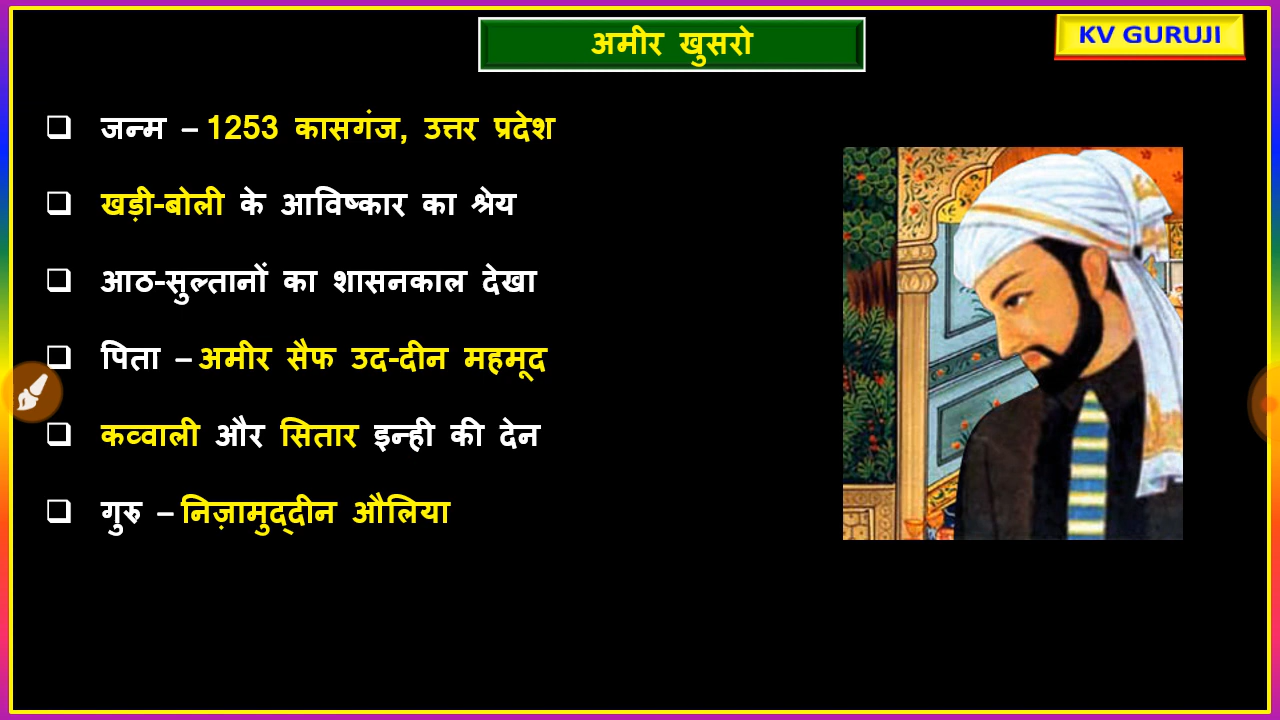 अमीर खुसरो
KV GURUJI
जन्म – 1253 कासगंज, उत्तर प्रदेश
खड़ी-बोली के आविष्कार का श्रेय
आठ-सुल्तानों का शासनकाल देखा
पिता – अमीर सैफ उद-दीन महमूद
कव्वाली और सितार इन्ही की देन
गुरु – निज़ामुद्दीन औलिया